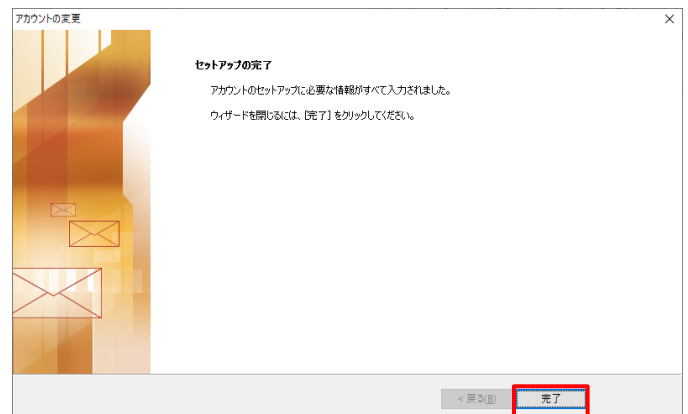 アカウントの変更
セットアップの完了
アカウントのセットアップに必要な情報がすべて入力されました。
ウィザードを閉じるには、[完了] をクリックしてください。
< 戻る(B)
完了